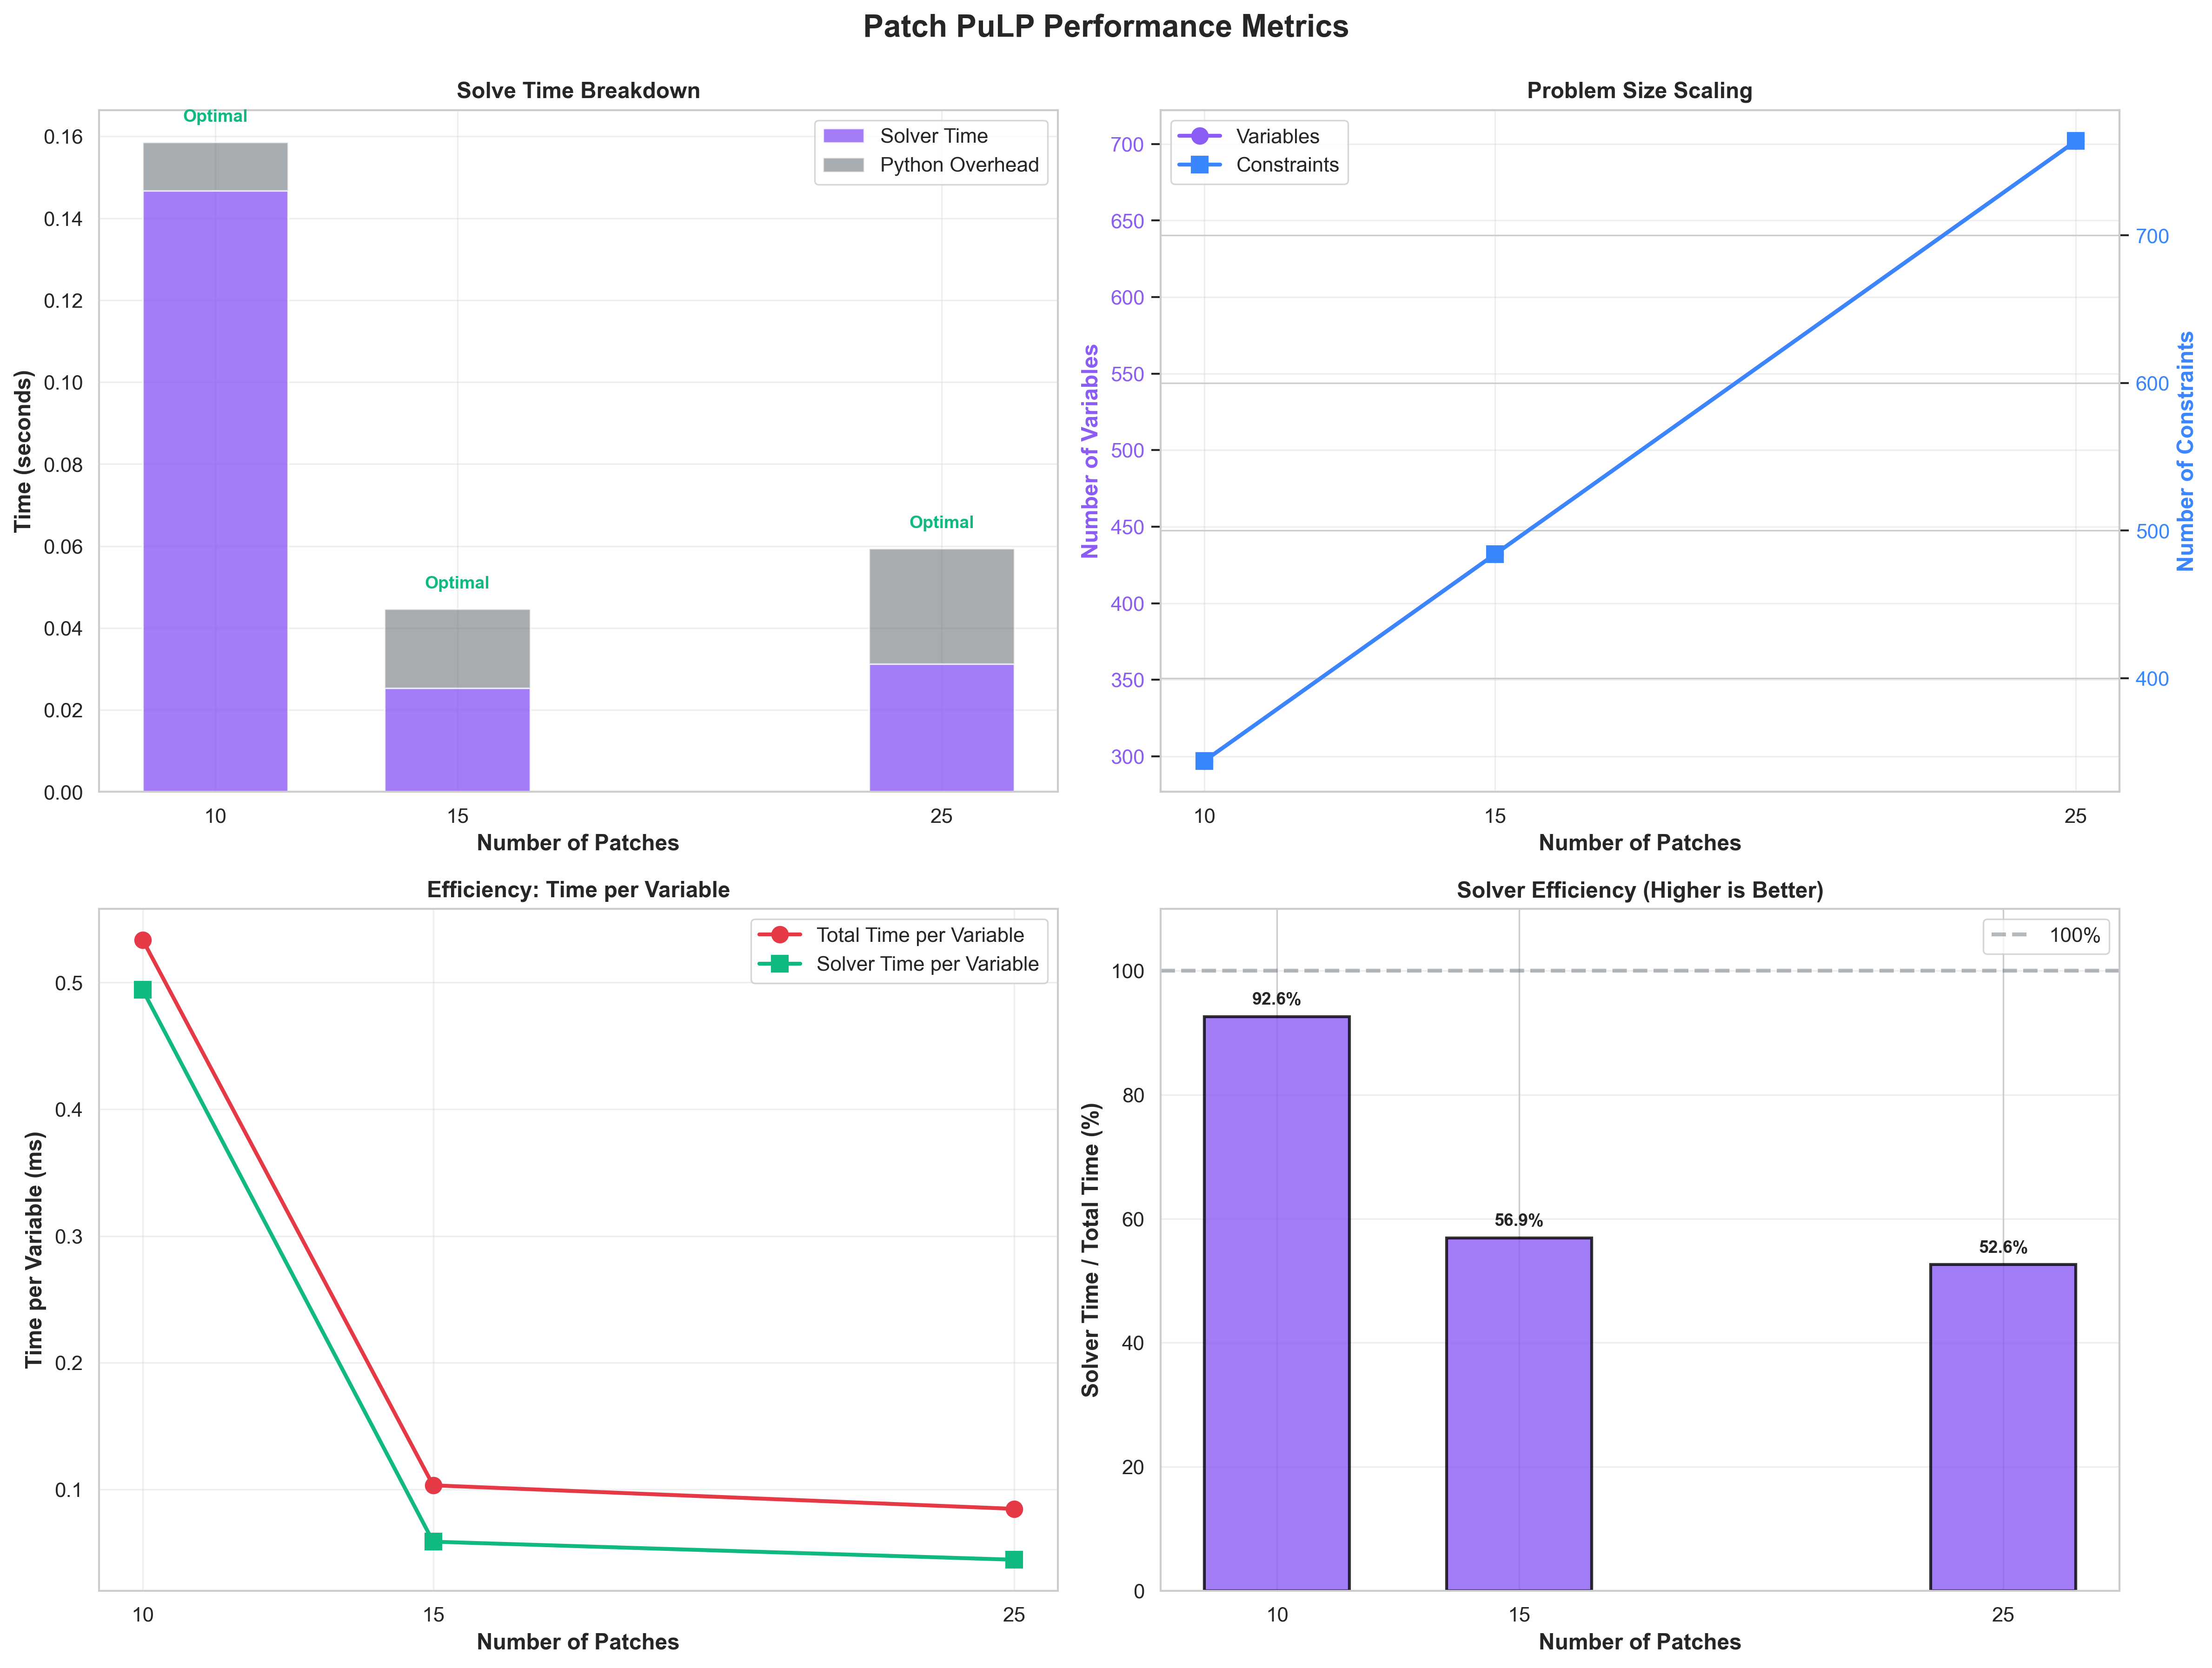 Patch PuLP Performance Metrics
Solve Time Breakdown
Optimal
Optimal
Optimal
Solver Time
Python Overhead
0.16
0.14
0.12
0.10
0.08
0.06
0.04
0.02
0.00
Time (seconds)
10
15
25
Number of Patches
Problem Size Scaling
Variables
Constraints
700
650
600
550
500
450
400
350
300
Number of Variables
700
600
500
400
Number of Constraints
10
15
25
Number of Patches
Efficiency: Time per Variable
Total Time per Variable
Solver Time per Variable
0.5
0.4
0.3
0.2
0.1
Time per Variable (ms)
10
15
25
Number of Patches
Solver Efficiency (Higher is Better)
100%
92.6%
56.9%
52.6%
100
80
60
40
20
0
Solver Time / Total Time (%)
10
15
25
Number of Patches